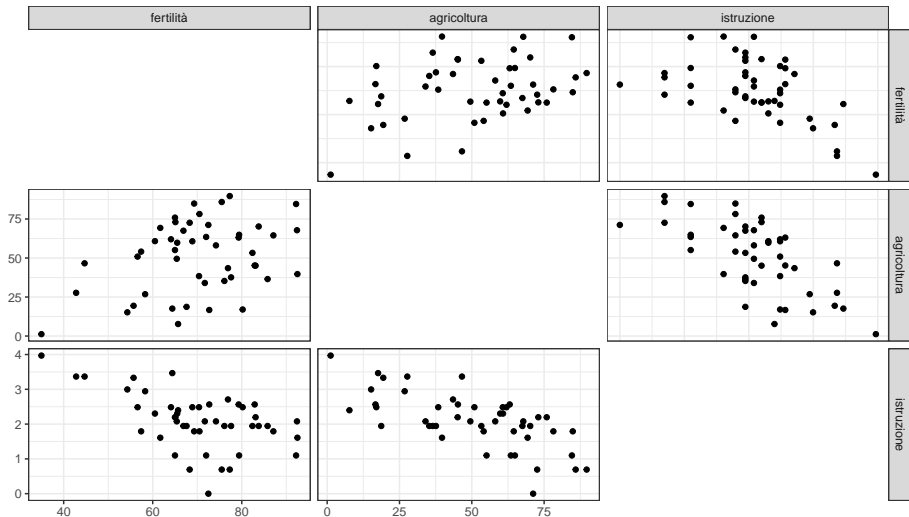 fertilità
agricoltura
istruzione
fertilità
75
50
25
0
agricoltura
4
3
2
1
0
istruzione
40
60
80
0
25
50
75